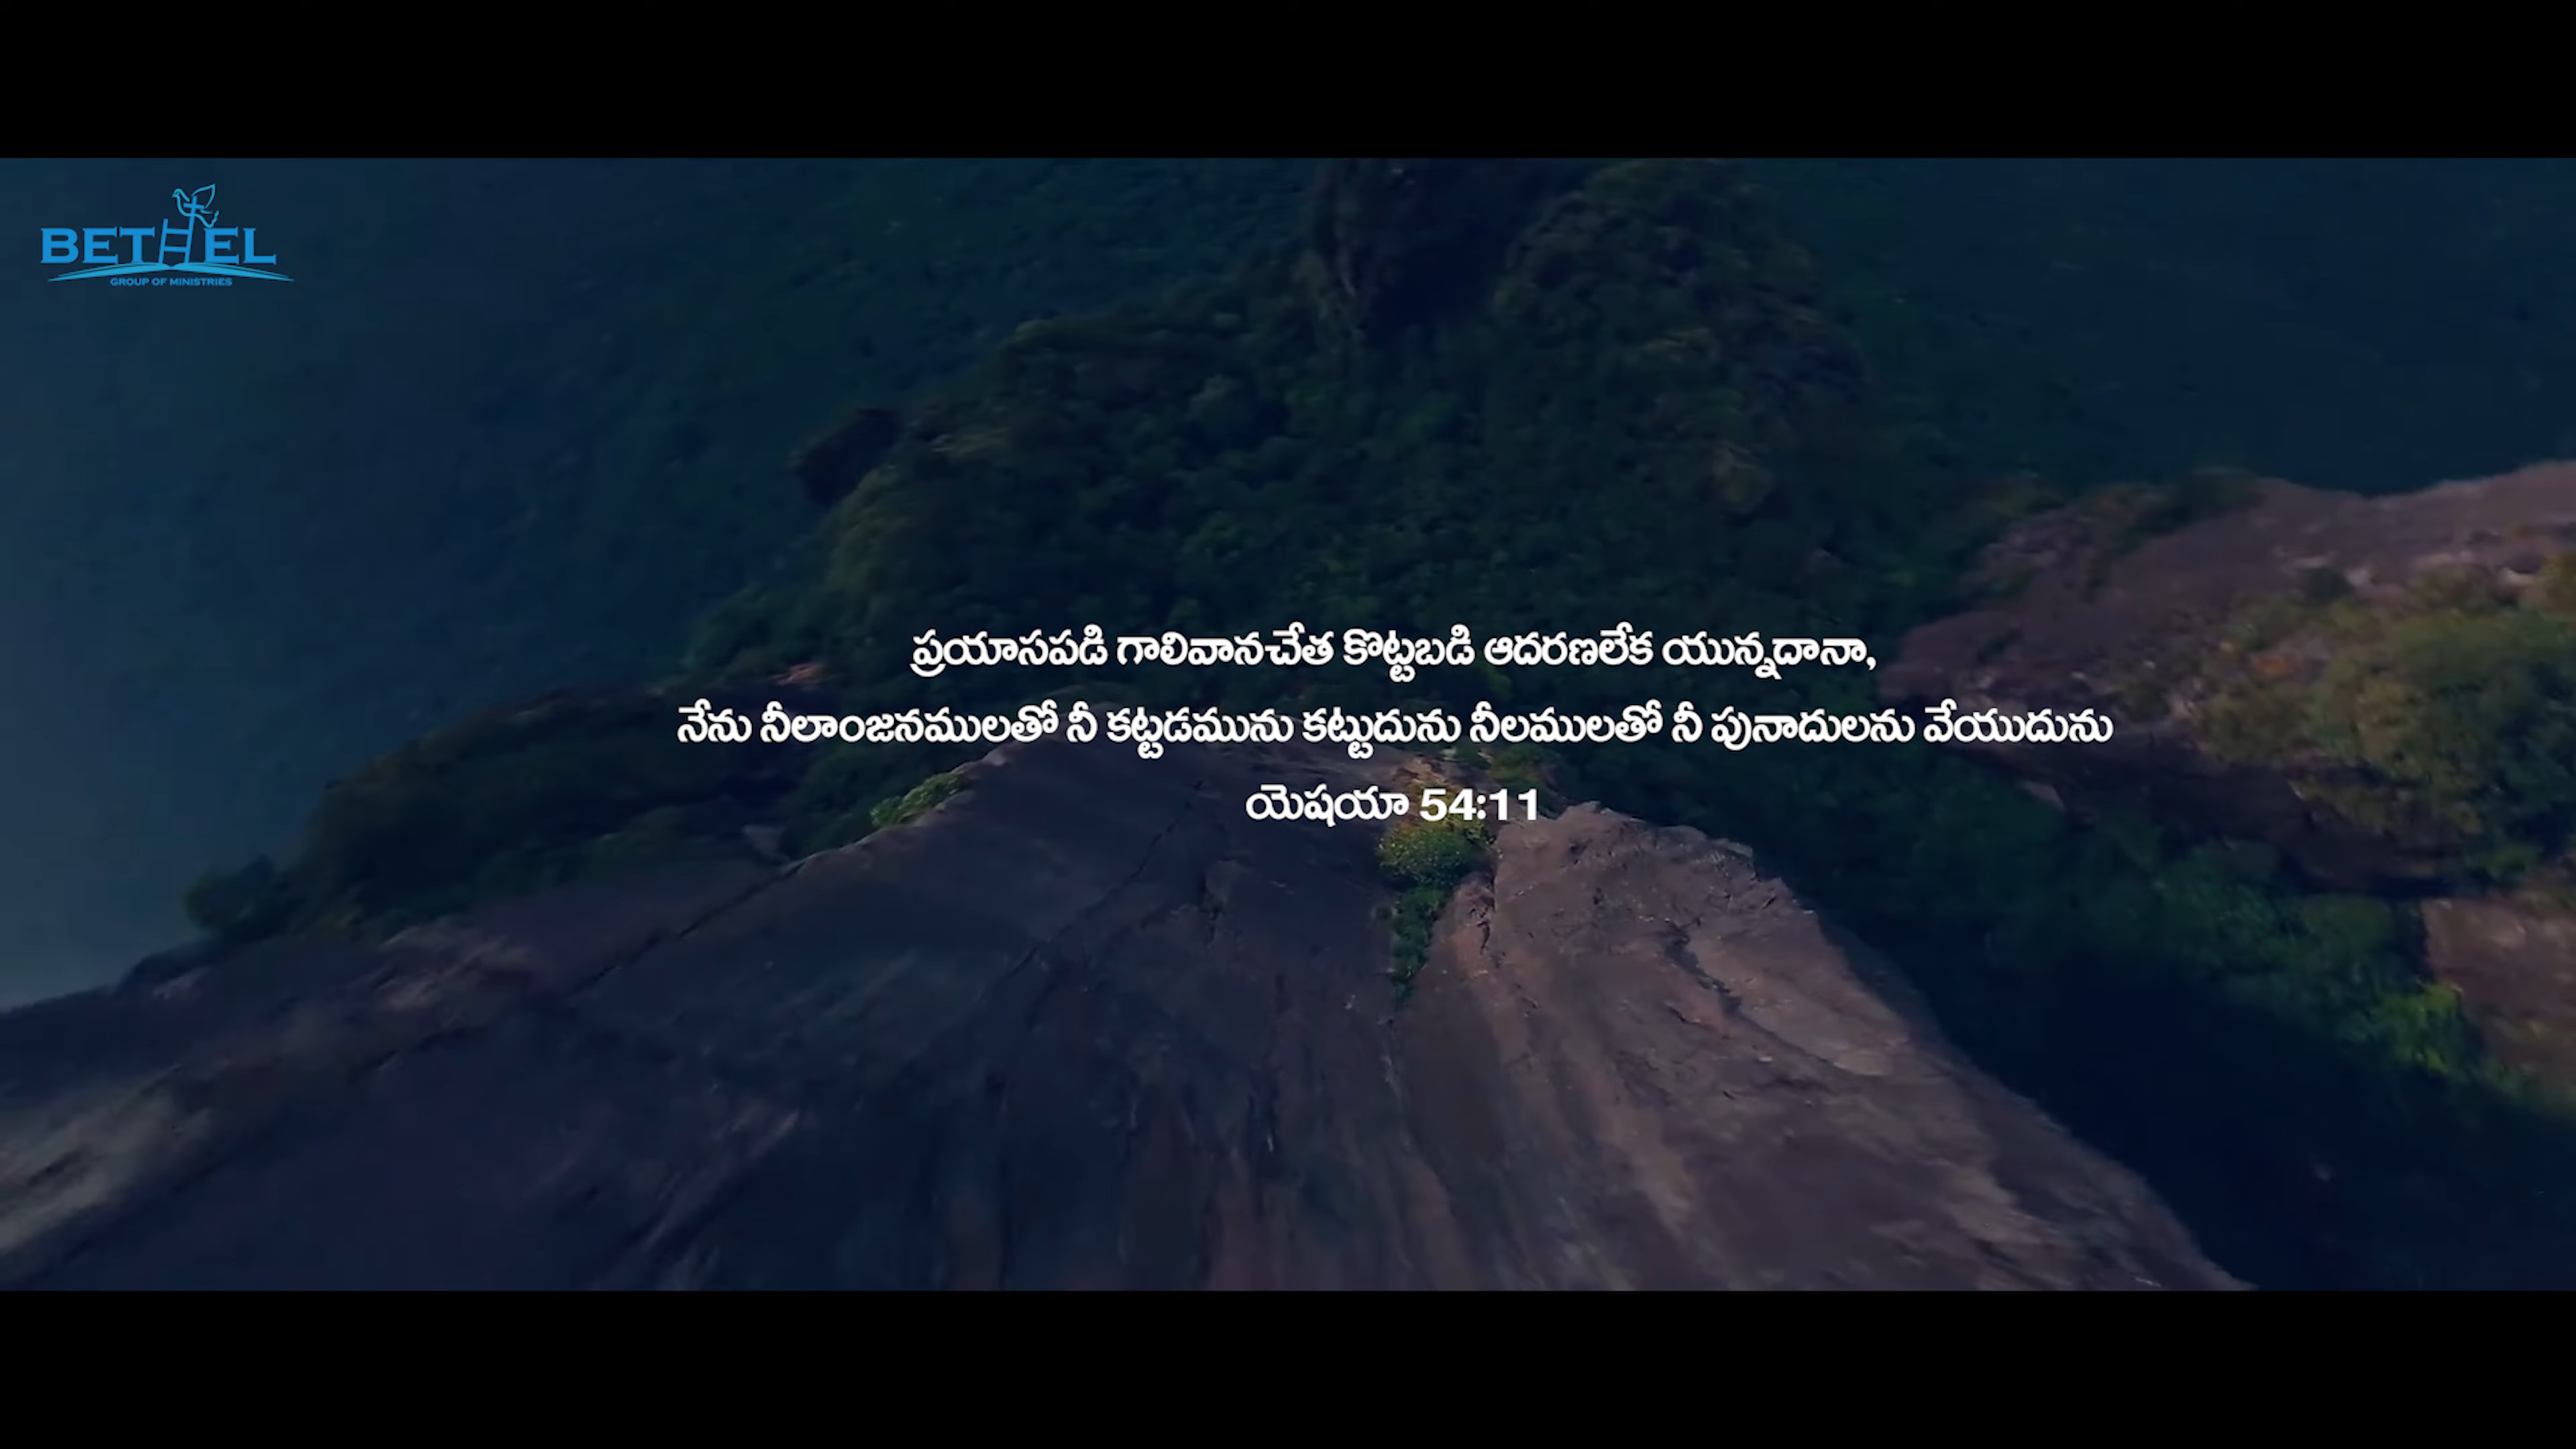 BETHEL
GROUP OF MINISTRIES
ప్రయాసపడి గాలివానచేత కొట్టబడి ఆదరణలేక యున్నదానా,
నేను నీలాంజనములతో నీ కట్టడమును కట్టుదును నీలములతో నీ పునాదులను వేయుదును
యెషయా 54:11